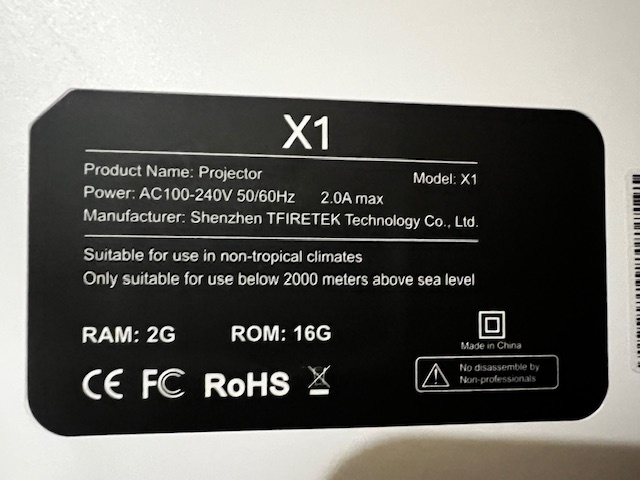 X1
Product Name: Projector Model: X1
Power: AC100-240V 50/60Hz 2.0A max
Manufacturer: Shenzhen TFIRETEK Technology Co., Ltd.
Suitable for use in non-tropical climates
Only suitable for use below 2000 meters above sea level
RAM: 2G ROM: 16G
Made in China
CE FC RoHS
No disassemble by
Non-professionals